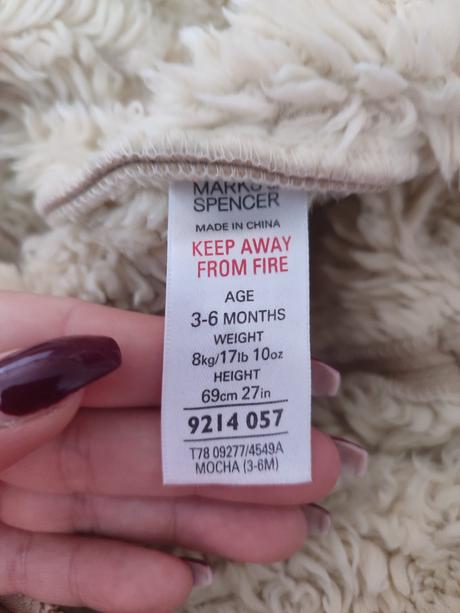 MARKS &
SPENCER
MADE IN CHINA
KEEP AWAY
FROM FIRE
AGE
3-6 MONTHS
WEIGHT
8kg/17lb 10oz
HEIGHT
69cm 27in
9214 057
T78 09277/4549A
MOCHA (3-6M)